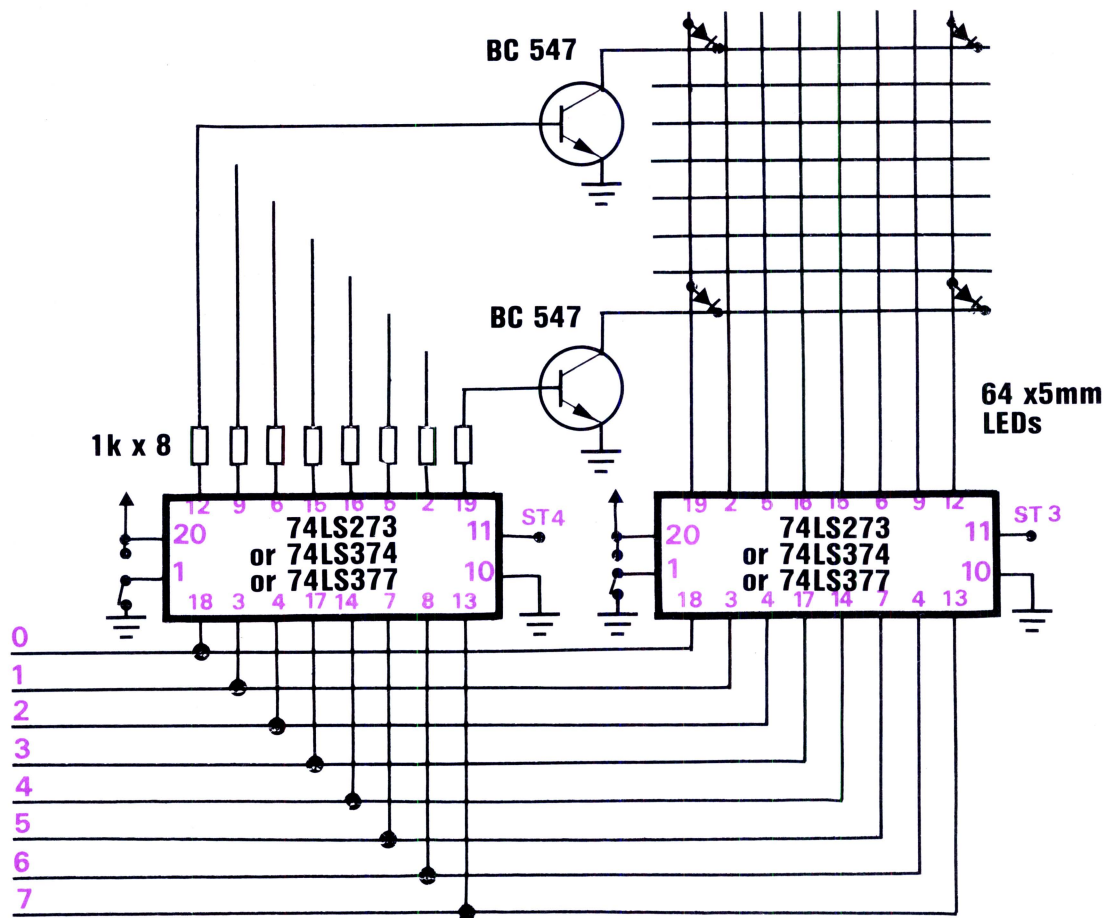 BC 547
BC 547
64 x5mm
LEDs
1k x 8
12 9 6 15 16 5 2 19
74LS273
or 74LS374
or 74LS377
20
1
11
10
ST4
18 3 4 17 14 7 8 13
19 2 5 16 15 6 9 12
74LS273
or 74LS374
or 74LS377
20
1
11
10
ST 3
18 3 4 17 14 7 4 13
0
1
2
3
4
5
6
7